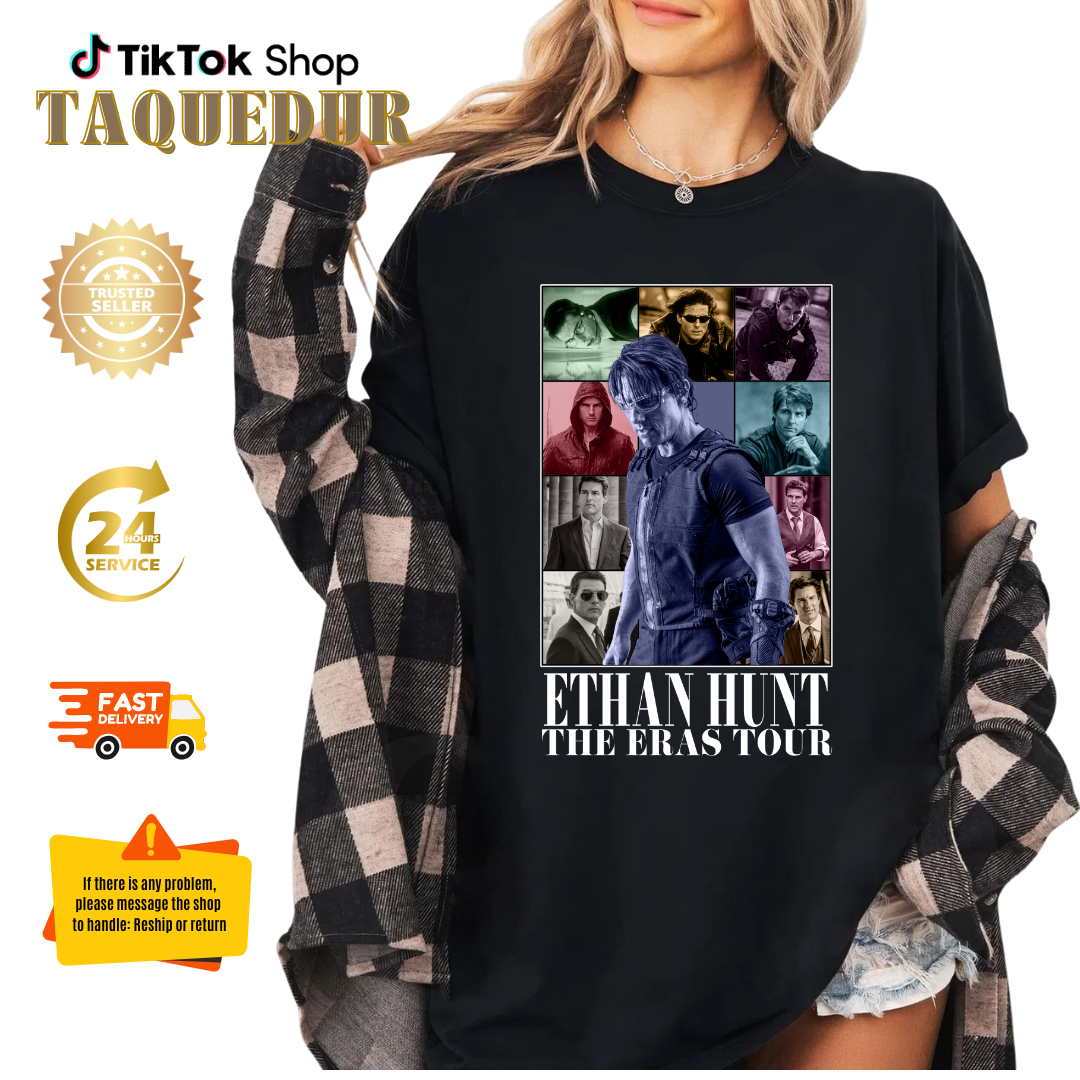 TikTok Shop
TAQUEDUR
TRUSTED
SELLER
24
HOURS
SERVICE
FAST
DELIVERY
If there is any problem,
please message the shop
to handle: Reship or return
ETHAN HUNT
THE ERAS TOUR